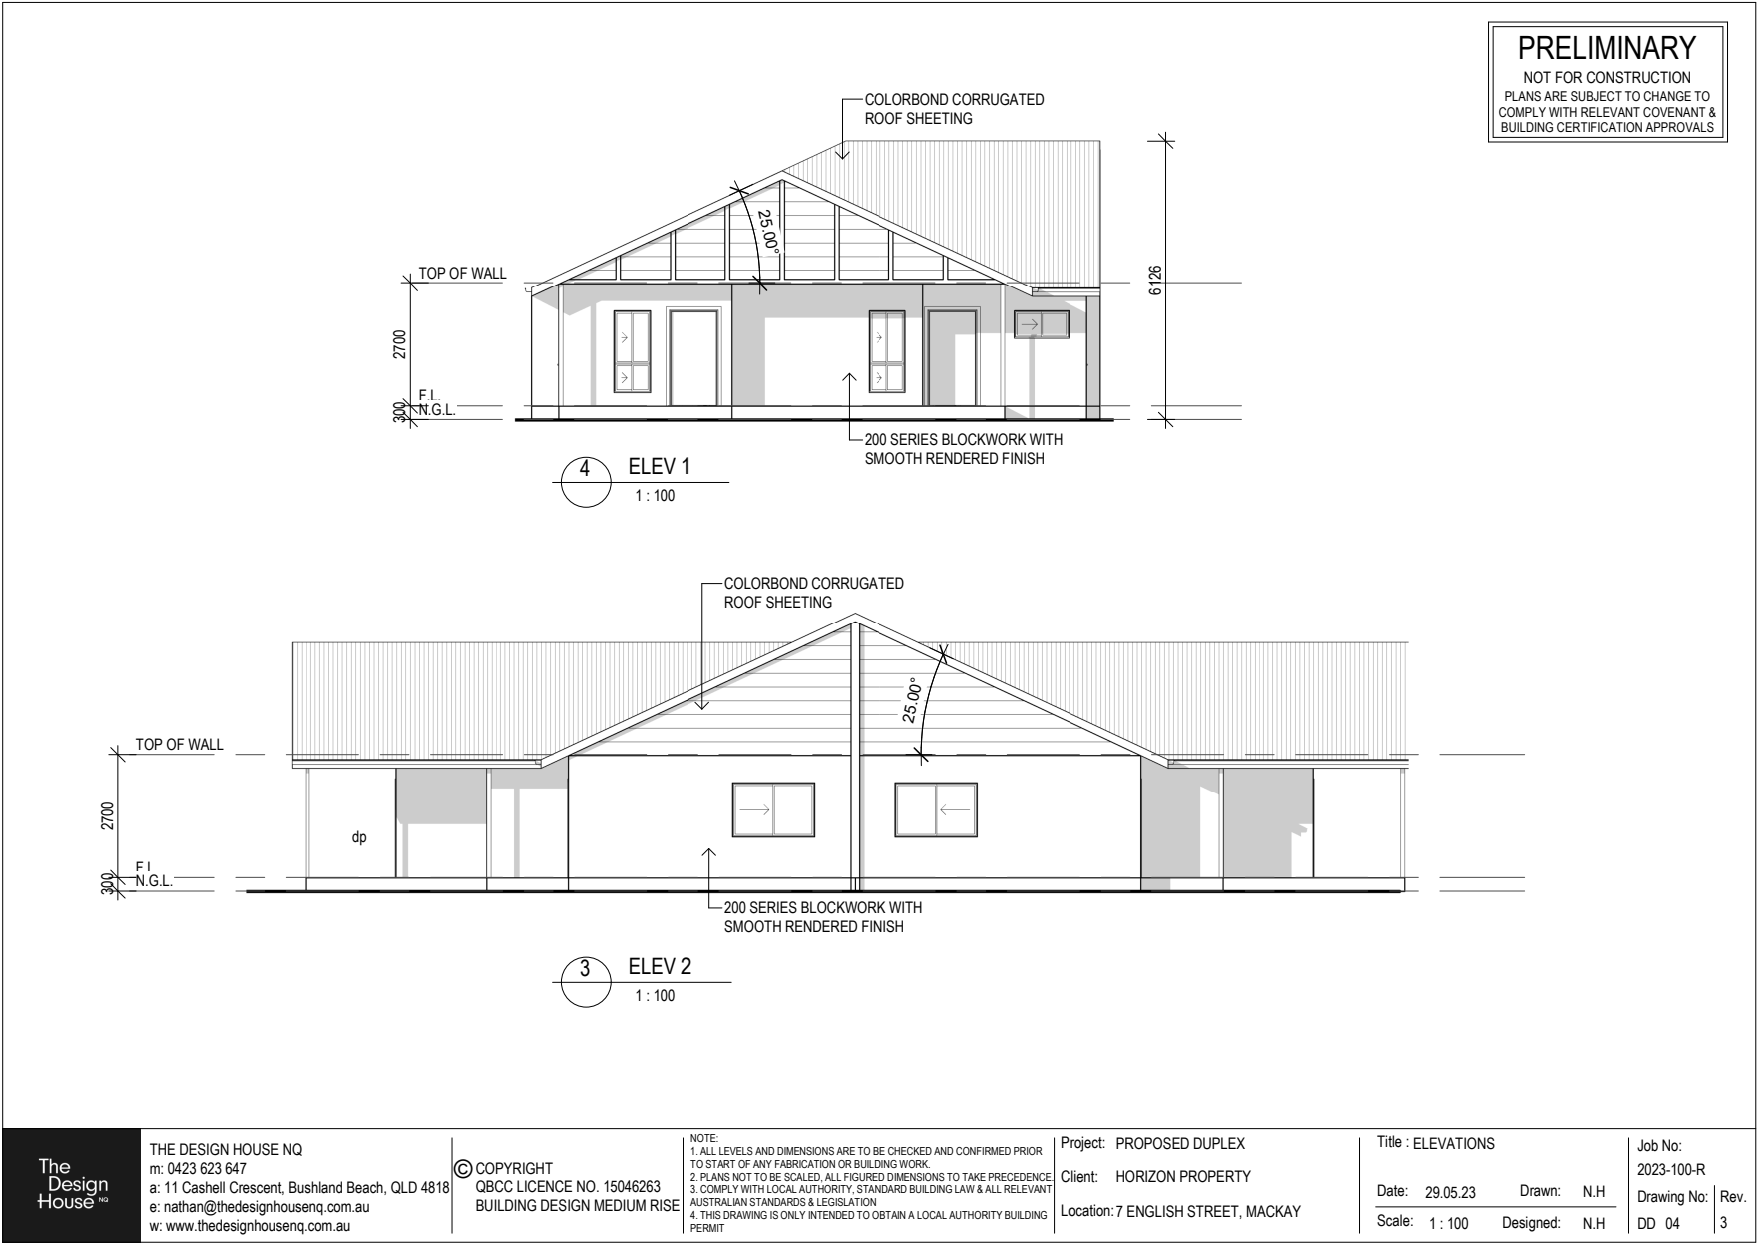 PRELIMINARY
NOT FOR CONSTRUCTION
PLANS ARE SUBJECT TO CHANGE TO
COMPLY WITH RELEVANT COVENANT &
BUILDING CERTIFICATION APPROVALS
COLORBOND CORRUGATED
ROOF SHEETING
25.00°
TOP OF WALL
6126
2700
F.L.
300
N.G.L.
200 SERIES BLOCKWORK WITH
SMOOTH RENDERED FINISH
4
ELEV 1
1 : 100
COLORBOND CORRUGATED
ROOF SHEETING
25.00°
TOP OF WALL
2700
dp
F.L.
300
N.G.L.
200 SERIES BLOCKWORK WITH
SMOOTH RENDERED FINISH
3
ELEV 2
1 : 100
The
Design
House NQ
THE DESIGN HOUSE NQ
m: 0423 623 647
a: 11 Cashell Crescent, Bushland Beach, QLD 4818
e: nathan@thedesignhousenq.com.au
w: www.thedesignhousenq.com.au
© COPYRIGHT
QBCC LICENCE NO. 15046263
BUILDING DESIGN MEDIUM RISE
NOTE:
1. ALL LEVELS AND DIMENSIONS ARE TO BE CHECKED AND CONFIRMED PRIOR
TO START OF ANY FABRICATION OR BUILDING WORK.
2. PLANS NOT TO BE SCALED, ALL FIGURED DIMENSIONS TO TAKE PRECEDENCE.
3. COMPLY WITH LOCAL AUTHORITY, STANDARD BUILDING LAW & ALL RELEVANT
AUSTRALIAN STANDARDS & LEGISLATION
4. THIS DRAWING IS ONLY INTENDED TO OBTAIN A LOCAL AUTHORITY BUILDING
PERMIT
Project: PROPOSED DUPLEX
Client: HORIZON PROPERTY
Location: 7 ENGLISH STREET, MACKAY
Title : ELEVATIONS
Date: 29.05.23 Drawn: N.H
Scale: 1 : 100 Designed: N.H
Job No:
2023-100-R
Drawing No: Rev.
DD 04 3